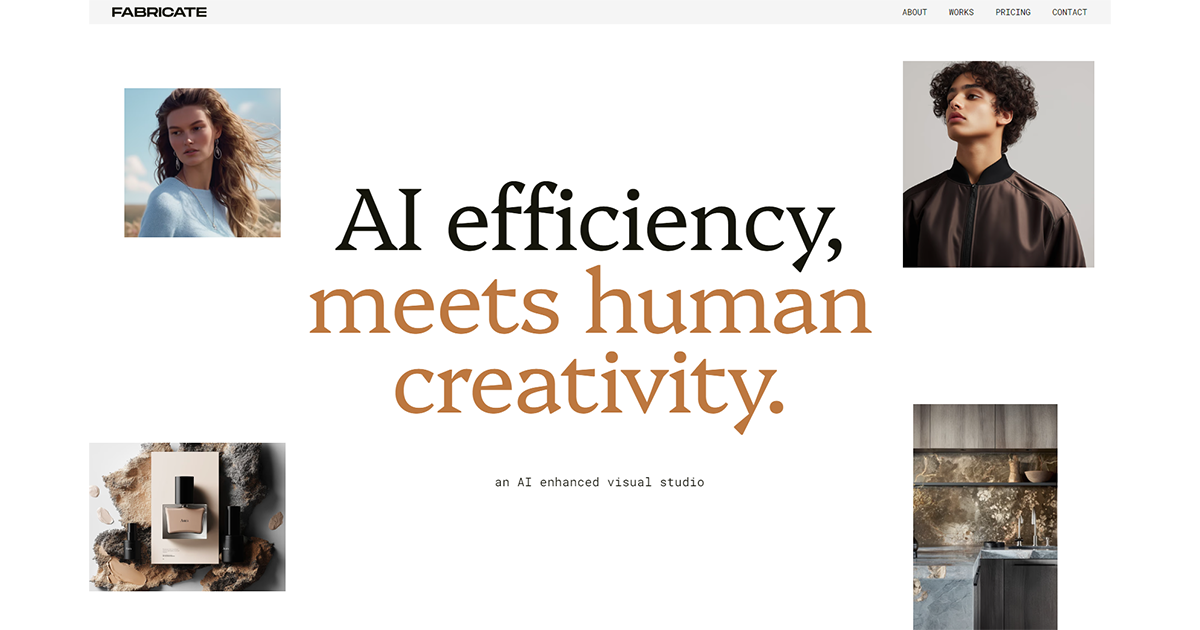 FABRICATE
ABOUT WORKS PRICING CONTACT
AI efficiency,
meets human
creativity.
an AI enhanced visual studio